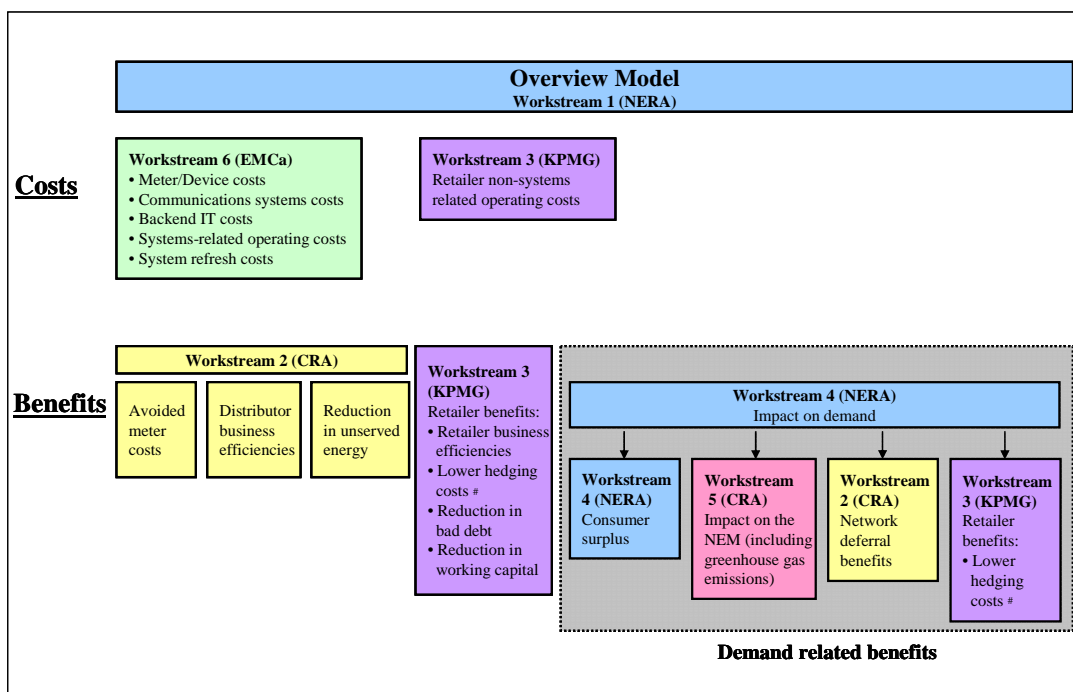 Overview Model
Workstream 1 (NERA)
Costs
Workstream 6 (EMCa)
• Meter/Device costs
• Communications systems costs
• Backend IT costs
• Systems-related operating costs
• System refresh costs
Workstream 3 (KPMG)
Retailer non-systems
related operating costs
Benefits
Workstream 2 (CRA)
Avoided
meter
costs
Distributor
business
efficiencies
Reduction
in unserved
energy
Workstream 3
(KPMG)
Retailer benefits:
• Retailer business
efficiencies
• Lower hedging
costs #
• Reduction in
bad debt
• Reduction in
working capital
Workstream 4 (NERA)
Impact on demand
Workstream
4 (NERA)
Consumer
surplus
Workstream
5 (CRA)
Impact on the
NEM (including
greenhouse gas
emissions)
Workstream
2 (CRA)
Network
deferral
benefits
Workstream
3 (KPMG)
Retailer
benefits:
• Lower
hedging
costs #
Demand related benefits